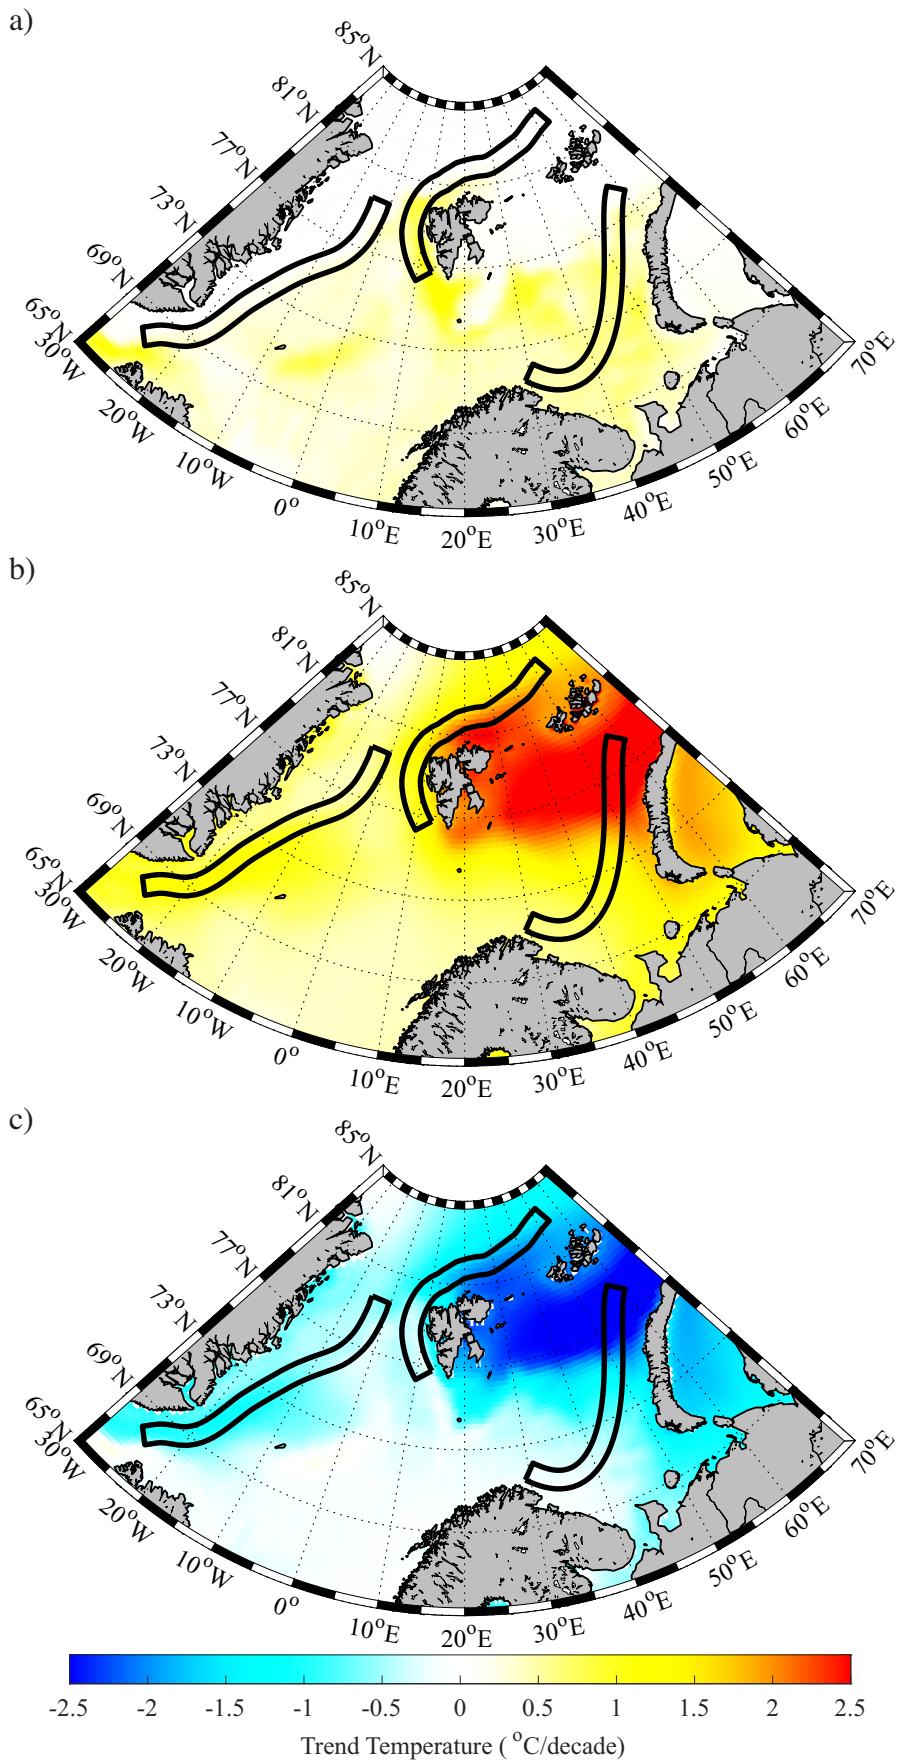 a)
85°N
81°N
77°N
73°N
69°N
65°N
30°W
20°W
10°W
0°
10°E
20°E
30°E
40°E
50°E
60°E
70°E
b)
85°N
81°N
77°N
73°N
69°N
65°N
30°W
20°W
10°W
0°
10°E
20°E
30°E
40°E
50°E
60°E
70°E
c)
85°N
81°N
77°N
73°N
69°N
65°N
30°W
20°W
10°W
0°
10°E
20°E
30°E
40°E
50°E
60°E
70°E
-2.5 -2 -1.5 -1 -0.5 0 0.5 1 1.5 2 2.5
Trend Temperature ( °C/decade)